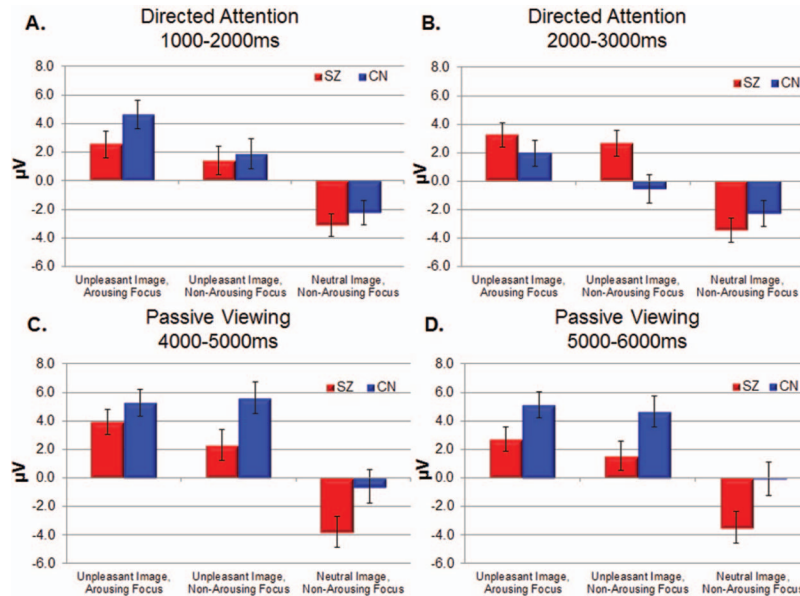 A.
Directed Attention
1000-2000ms
8.0
6.0
4.0
2.0
0.0
-2.0
-4.0
-6.0
µV
SZ CN
Unpleasant Image,
Arousing Focus
Unpleasant Image,
Non-Arousing Focus
Neutral Image,
Non-Arousing Focus
B.
Directed Attention
2000-3000ms
8.0
6.0
4.0
2.0
0.0
-2.0
-4.0
-6.0
µV
SZ CN
Unpleasant Image,
Arousing Focus
Unpleasant Image,
Non-Arousing Focus
Neutral Image,
Non-Arousing Focus
C.
Passive Viewing
4000-5000ms
8.0
6.0
4.0
2.0
0.0
-2.0
-4.0
-6.0
µV
SZ CN
Unpleasant Image,
Arousing Focus
Unpleasant Image,
Non-Arousing Focus
Neutral Image,
Non-Arousing Focus
D.
Passive Viewing
5000-6000ms
8.0
6.0
4.0
2.0
0.0
-2.0
-4.0
-6.0
µV
SZ CN
Unpleasant Image,
Arousing Focus
Unpleasant Image,
Non-Arousing Focus
Neutral Image,
Non-Arousing Focus